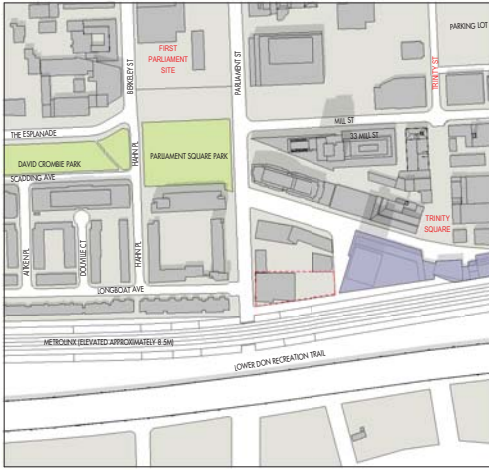 PARKING LOT
FIRST
PARLIAMENT
SITE
BERKELEY ST
PARLIAMENT ST
TRINITY ST
MILL ST
THE ESPLANADE
33 MILL ST
HAHN PL
PARLIAMENT SQUARE PARK
DAVID CROMBIE PARK
SCADDING AVE
TRINITY
SQUARE
AITKEN PL
DOUVILLE CT
HAHN PL
LONGBOAT AVE
METROLINX (ELEVATED APPROXIMATELY 8.5M)
LOWER DON RECREATION TRAIL